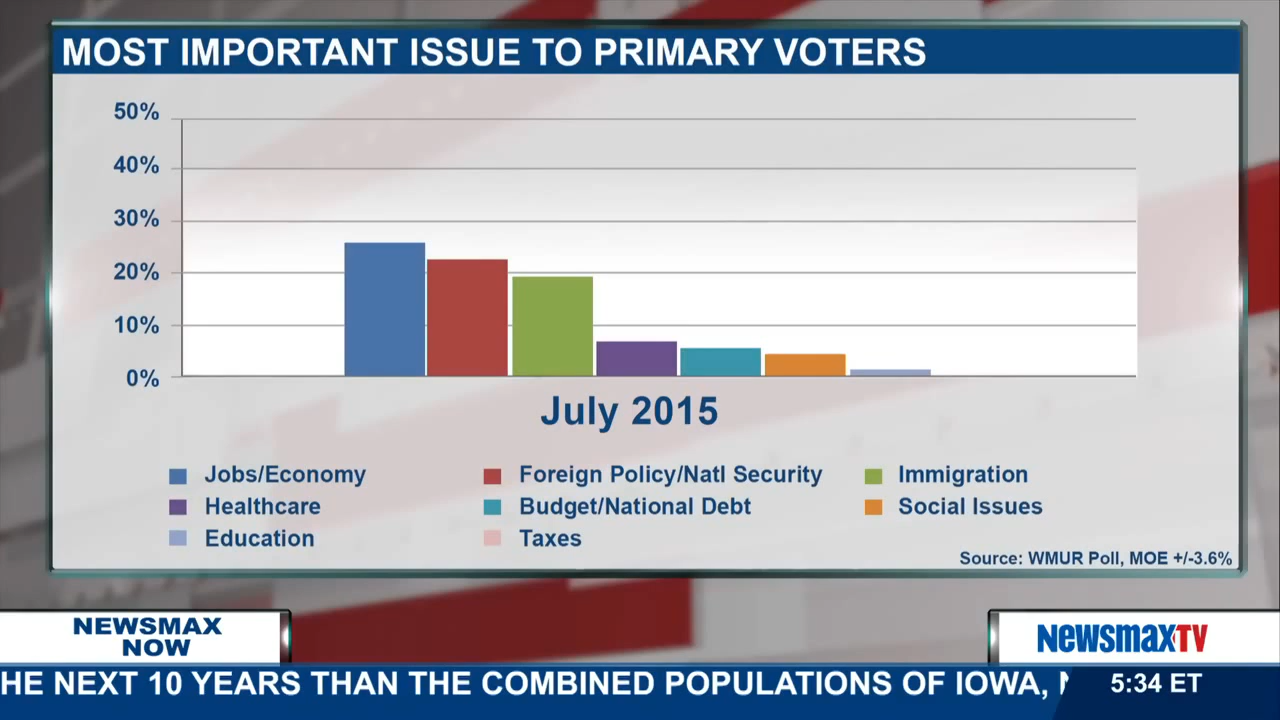 MOST IMPORTANT ISSUE TO PRIMARY VOTERS
50%
40%
30%
20%
10%
0%
July 2015
Jobs/Economy Foreign Policy/Natl Security Immigration
Healthcare Budget/National Debt Social Issues
Education Taxes
Source: WMUR Poll, MOE +/-3.6%
NEWSMAX
NOW
NEWSMAXTV
HE NEXT 10 YEARS THAN THE COMBINED POPULATIONS OF IOWA,
5:34 ET